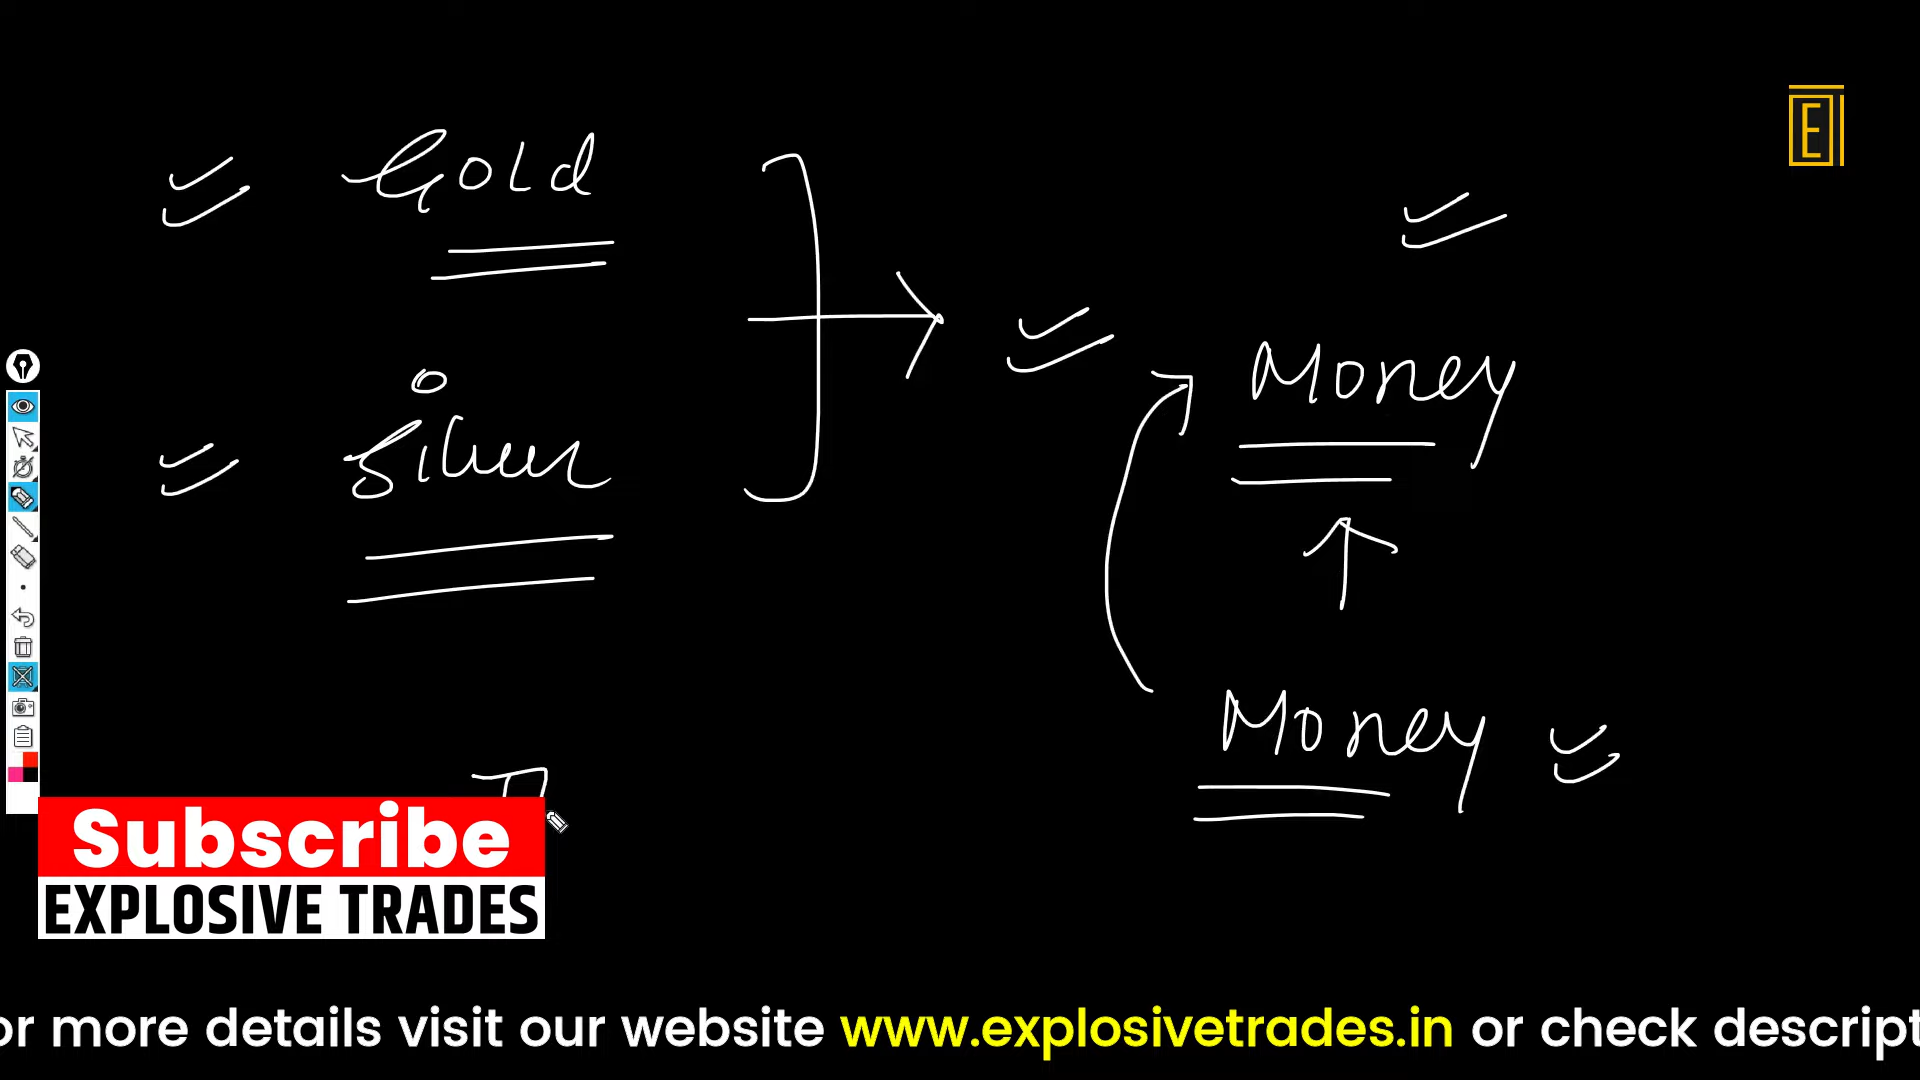 Gold
Silver
Money
Money
E
Subscribe
EXPLOSIVE TRADES
or more details visit our website www.explosivetrades.in or check descript